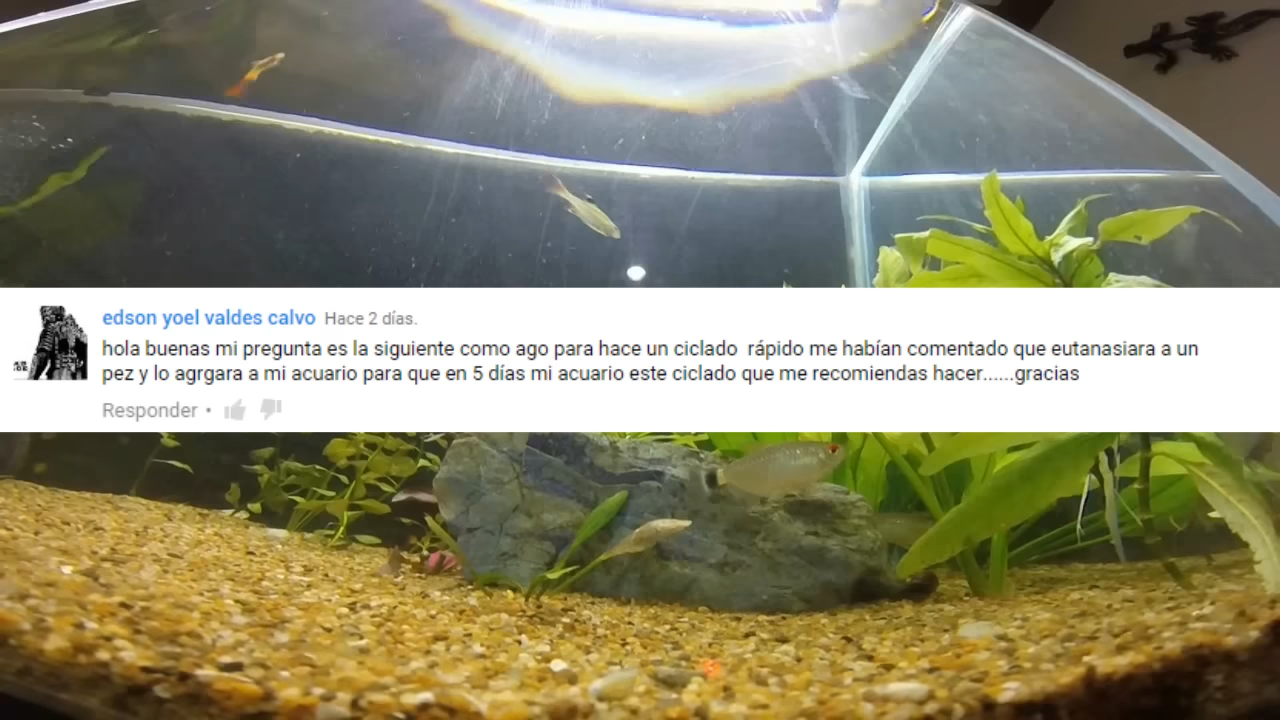 edson yoel valdes calvo Hace 2 días.
hola buenas mi pregunta es la siguiente como ago para hace un ciclado rápido me habían comentado que eutanasiara a un
pez y lo agrgara a mi acuario para que en 5 días mi acuario este ciclado que me recomiendas hacer......gracias
Responder •